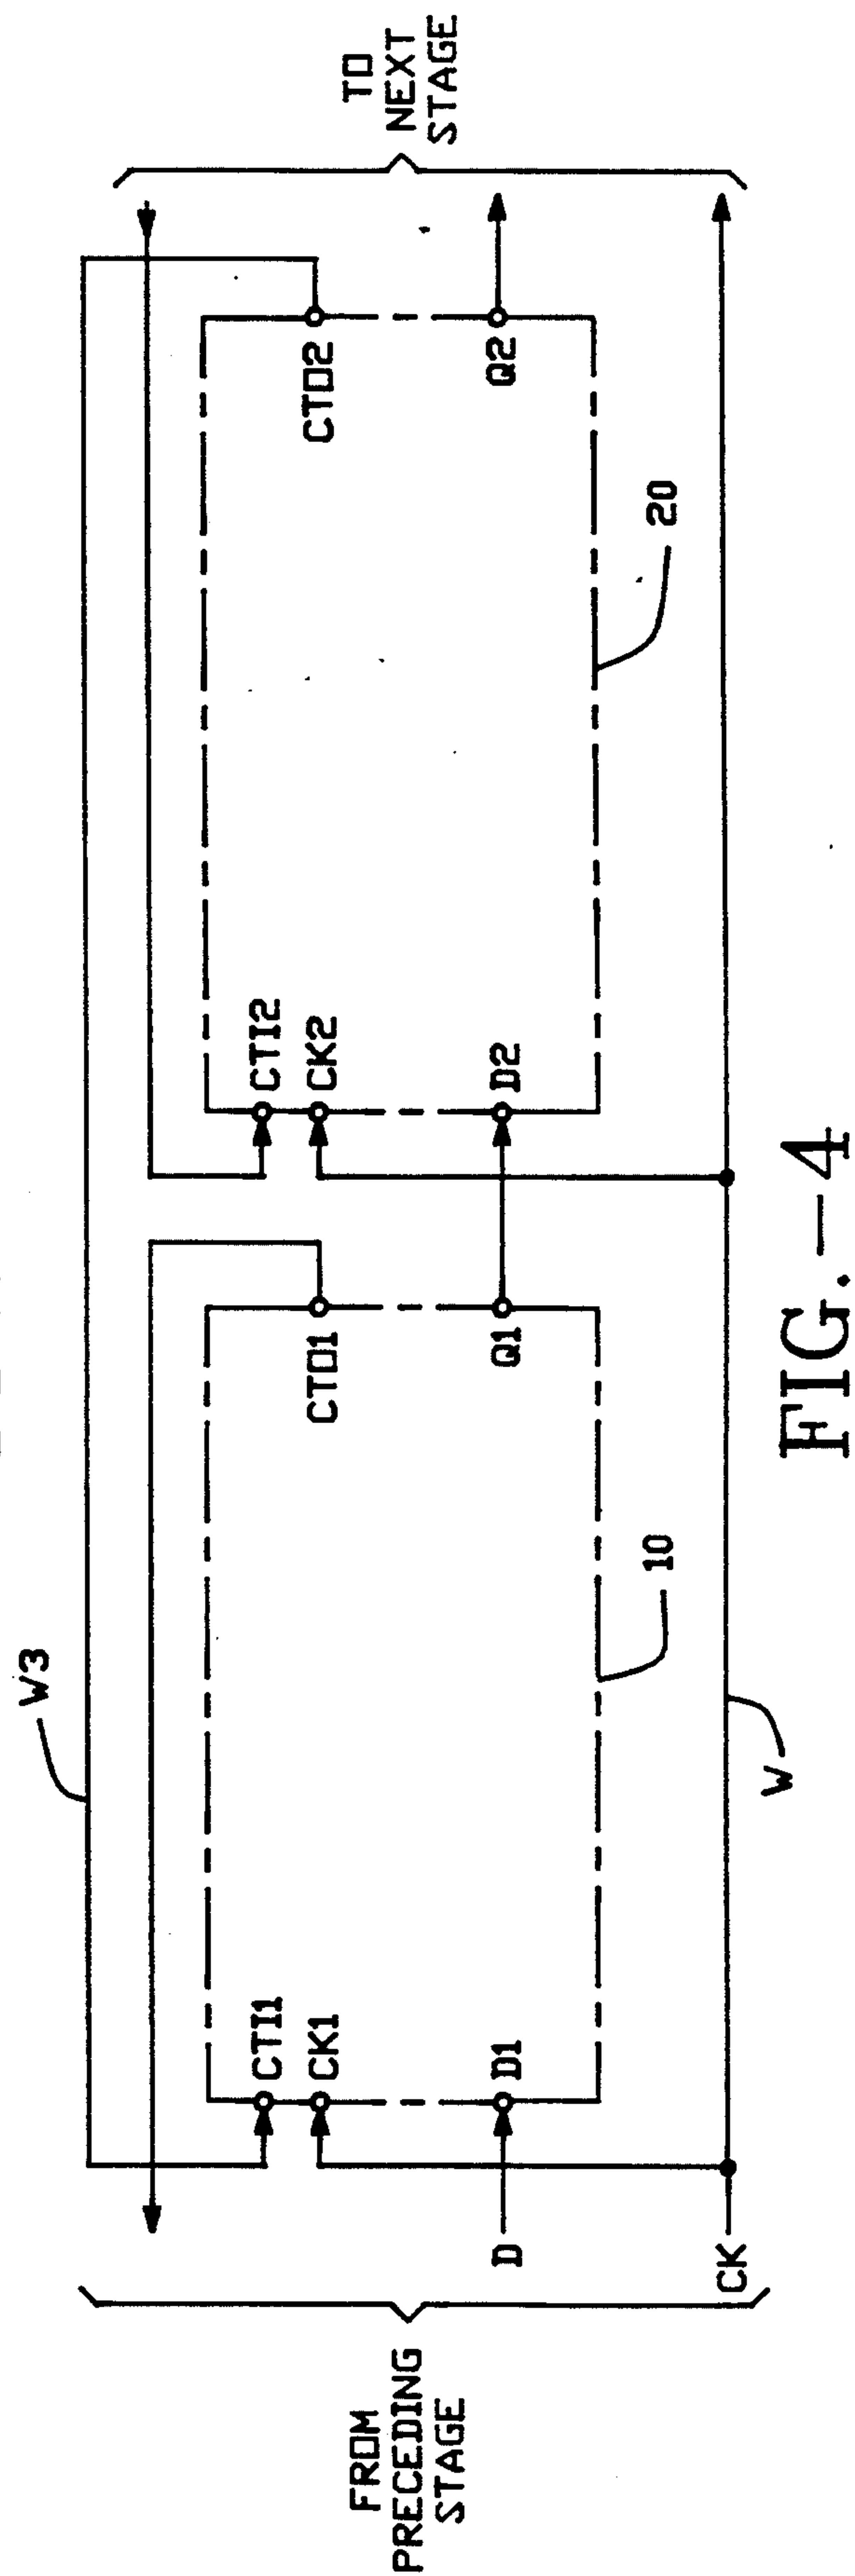 W3
FROM
PRECEDING
STAGE
CTI1
CK1
D1
D
CK
CTO1
Q1
10
W
CTI2
CK2
D2
CTO2
Q2
20
TO
NEXT
STAGE
FIG.-4